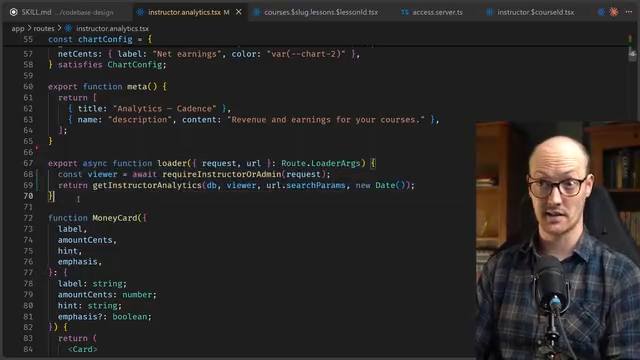 SKILL.md .../codebase-design
instructor.analytics.tsx M
courses.$slug.lessons.$lessonId.tsx
access.server.ts
instructor.$courseId.tsx
app > routes > instructor.analytics.tsx > ...
55 const chartConfig = {
57 netCents: { label: "Net earnings", color: "var(--chart-2)" },
58 } satisfies ChartConfig;
59
60 export function meta() {
61 return [
62 { title: "Analytics — Cadence" },
63 { name: "description", content: "Revenue and earnings for your courses." },
64 ];
65 }
66
67 export async function loader({ request, url }: Route.LoaderArgs) {
68 const viewer = await requireInstructorOrAdmin(request);
69 return getInstructorAnalytics(db, viewer, url.searchParams, new Date());
70 }
71
72 function MoneyCard({
73 label,
74 amountCents,
75 hint,
76 emphasis,
77 }: {
78 label: string;
79 amountCents: number;
80 hint: string;
81 emphasis?: boolean;
82 }) {
83 return (
84 <Card>